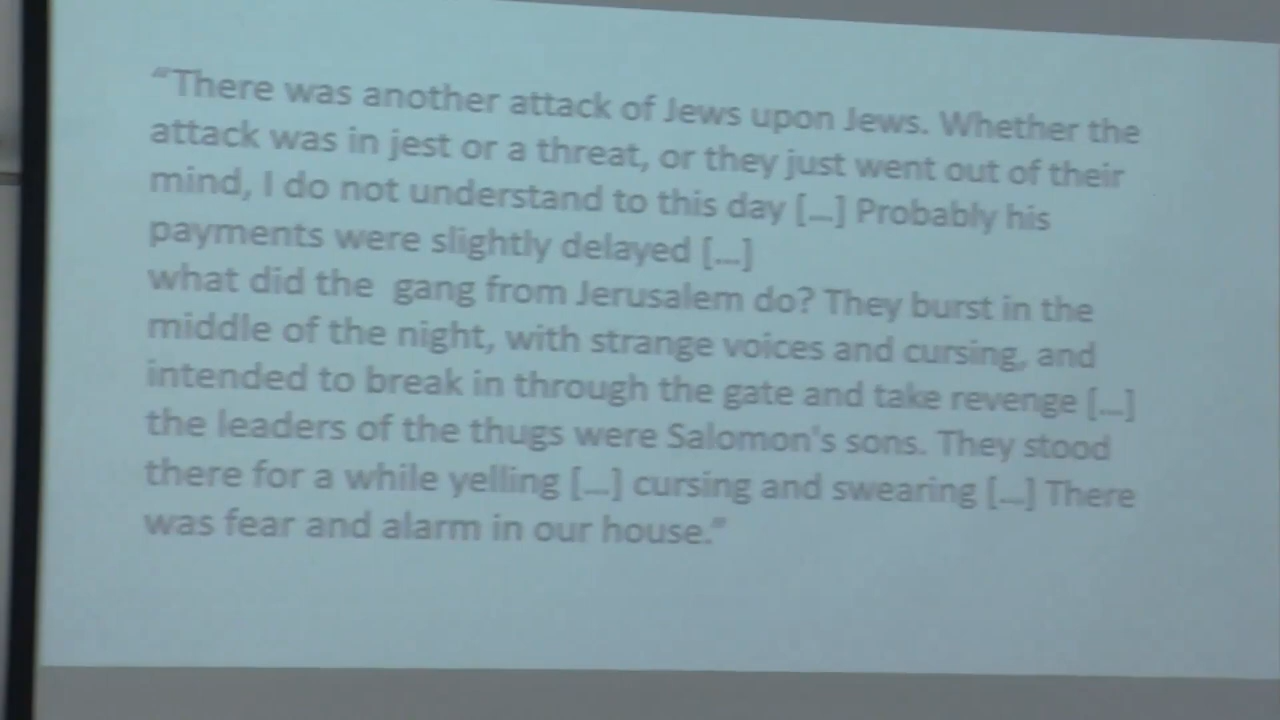 “There was another attack of Jews upon Jews. Whether the
attack was in jest or a threat, or they just went out of their
mind, I do not understand to this day [...] Probably his
payments were slightly delayed [...]
what did the gang from Jerusalem do? They burst in the
middle of the night, with strange voices and cursing, and
intended to break in through the gate and take revenge [...]
the leaders of the thugs were Salomon's sons. They stood
there for a while yelling [...] cursing and swearing [...] There
was fear and alarm in our house.”